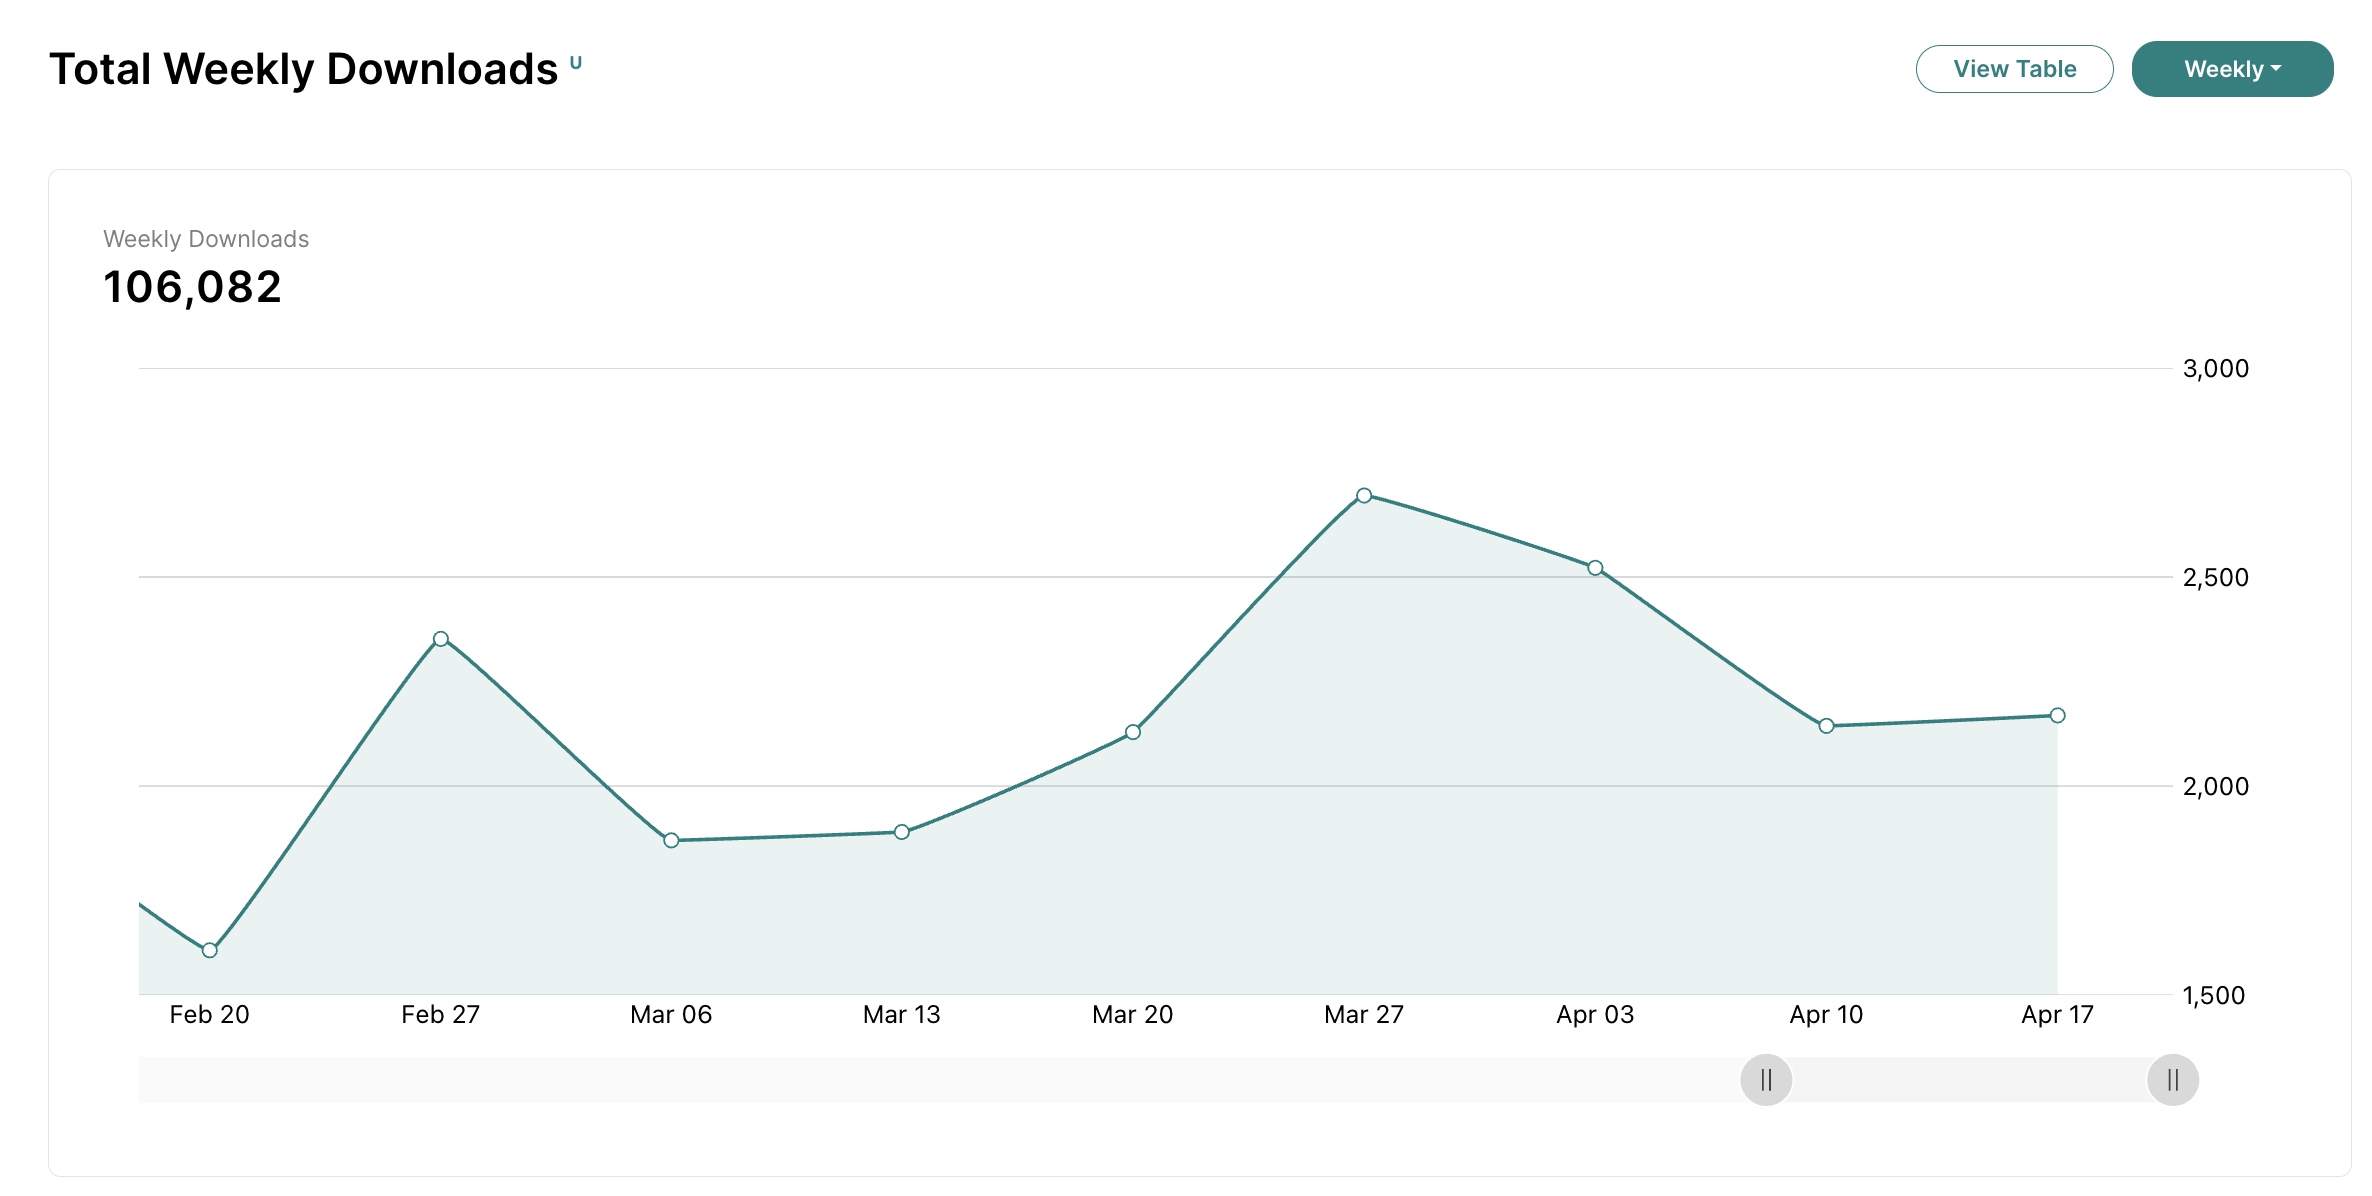 Total Weekly Downloads U
View Table
Weekly
Weekly Downloads
106,082
3,000
2,500
2,000
1,500
Feb 20 Feb 27 Mar 06 Mar 13 Mar 20 Mar 27 Apr 03 Apr 10 Apr 17